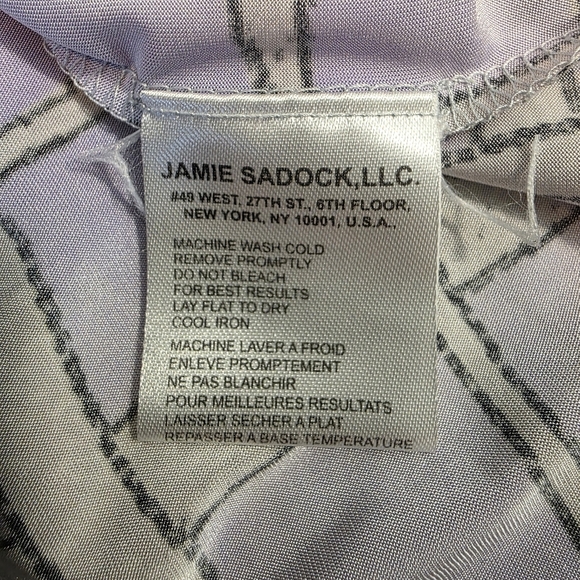 JAMIE SADOCK,LLC.
#49 WEST, 27TH ST., 6TH FLOOR,
NEW YORK, NY 10001, U.S.A.,
MACHINE WASH COLD
REMOVE PROMPTLY
DO NOT BLEACH
FOR BEST RESULTS
LAY FLAT TO DRY
COOL IRON
MACHINE LAVER A FROID
ENLEVE PROMPTEMENT
NE PAS BLANCHIR
POUR MEILLEURES RESULTATS
LAISSER SECHER A PLAT
REPASSER A BASE TEMPERATURE